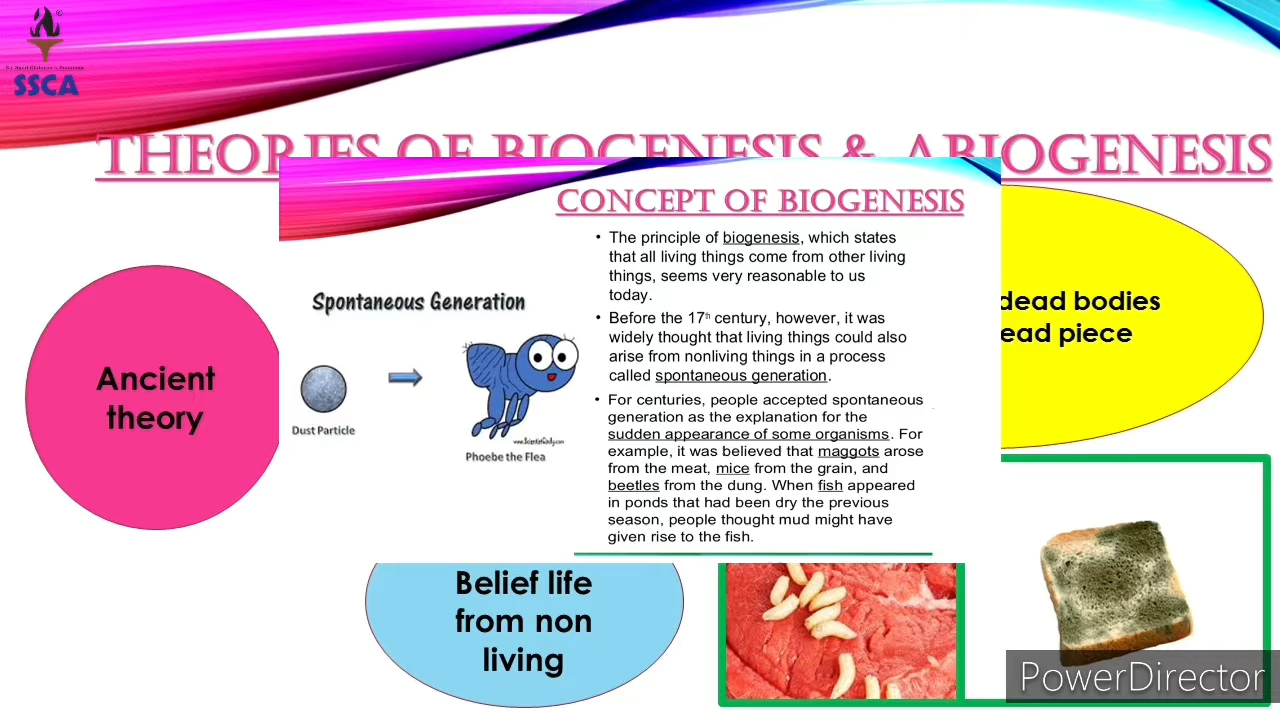 SSCA
THEORIES OF BIOGENESIS & ABIOGENESIS
CONCEPT OF BIOGENESIS
• The principle of biogenesis, which states
that all living things come from other living
things, seems very reasonable to us
today.
• Before the 17th century, however, it was
widely thought that living things could also
arise from nonliving things in a process
called spontaneous generation.
• For centuries, people accepted spontaneous
generation as the explanation for the
sudden appearance of some organisms. For
example, it was believed that maggots arose
from the meat, mice from the grain, and
beetles from the dung. When fish appeared
in ponds that had been dry the previous
season, people thought mud might have
given rise to the fish.
Spontaneous Generation
Dust Particle
Phoebe the Flea
Ancient
theory
dead bodies
ead piece
Belief life
from non
living
PowerDirector